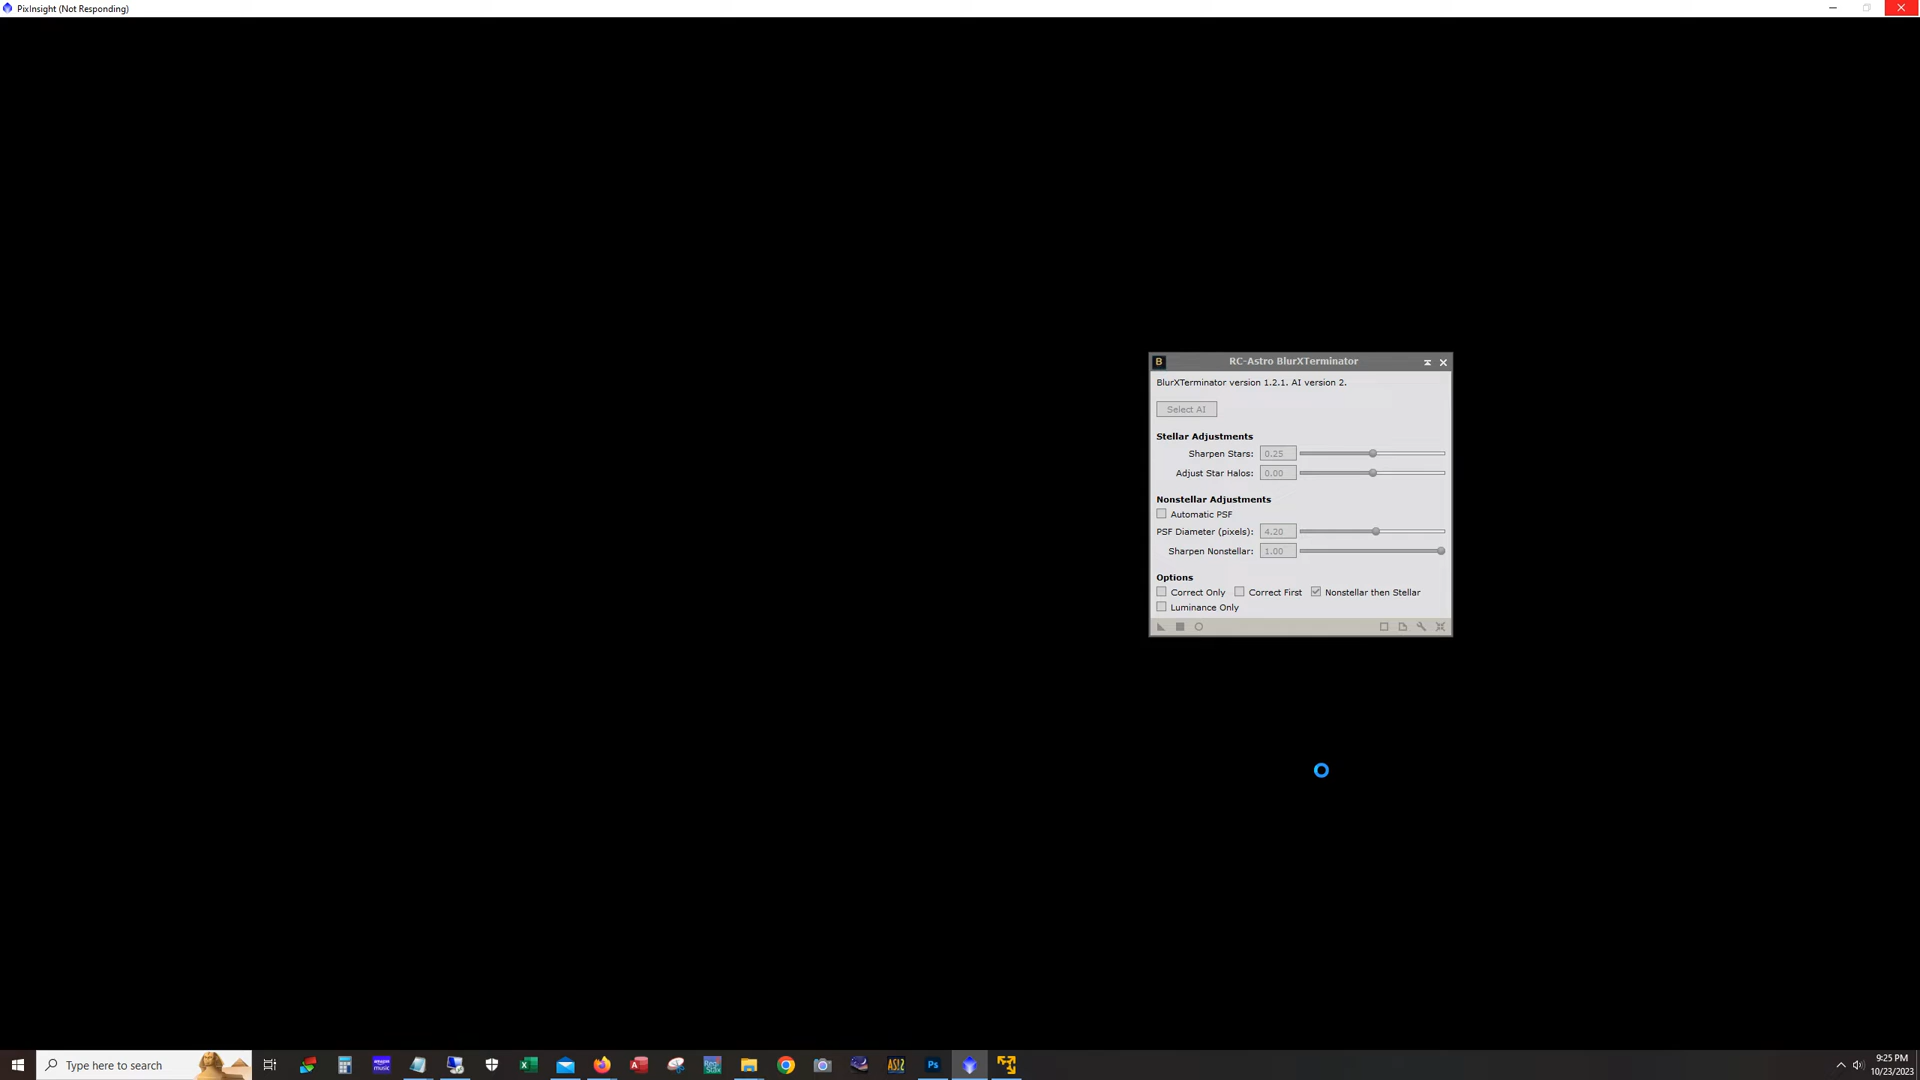 PixInsight (Not Responding)
B
RC-Astro BlurXTerminator
BlurXTerminator version 1.2.1. AI version 2.
Select AI
Stellar Adjustments
Sharpen Stars: 0.25
Adjust Star Halos: 0.00
Nonstellar Adjustments
Automatic PSF
PSF Diameter (pixels): 4.20
Sharpen Nonstellar: 1.00
Options
Correct Only Correct First Nonstellar then Stellar
Luminance Only
Type here to search
amazon music
Ps
9:25 PM
10/23/2023